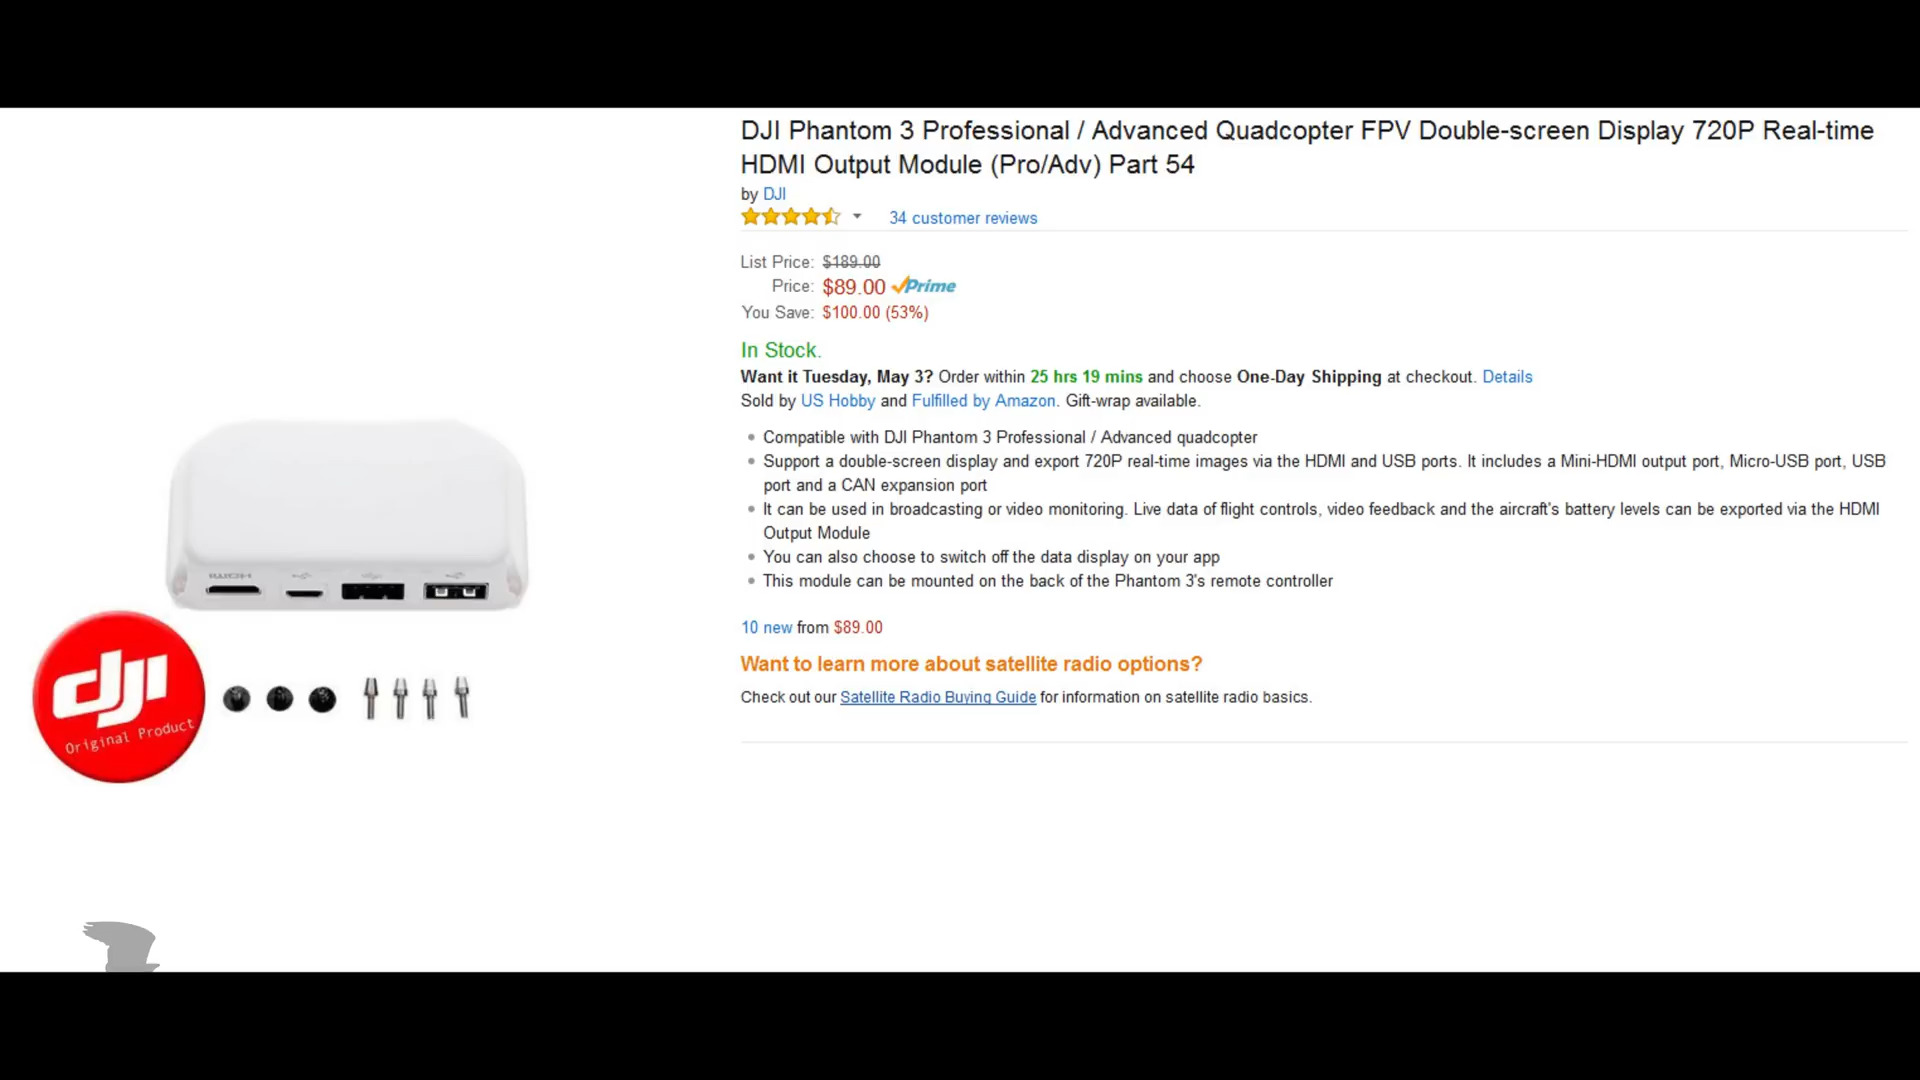 DJI Phantom 3 Professional / Advanced Quadcopter FPV Double-screen Display 720P Real-time
HDMI Output Module (Pro/Adv) Part 54
by DJI
34 customer reviews
List Price: $189.00
Price: $89.00 Prime
You Save: $100.00 (53%)
In Stock.
Want it Tuesday, May 3? Order within 25 hrs 19 mins and choose One-Day Shipping at checkout. Details
Sold by US Hobby and Fulfilled by Amazon. Gift-wrap available.
Compatible with DJI Phantom 3 Professional / Advanced quadcopter
Support a double-screen display and export 720P real-time images via the HDMI and USB ports. It includes a Mini-HDMI output port, Micro-USB port, USB
port and a CAN expansion port
It can be used in broadcasting or video monitoring. Live data of flight controls, video feedback and the aircraft's battery levels can be exported via the HDMI
Output Module
You can also choose to switch off the data display on your app
This module can be mounted on the back of the Phantom 3's remote controller
10 new from $89.00
Want to learn more about satellite radio options?
Check out our Satellite Radio Buying Guide for information on satellite radio basics.
dji
Original Product